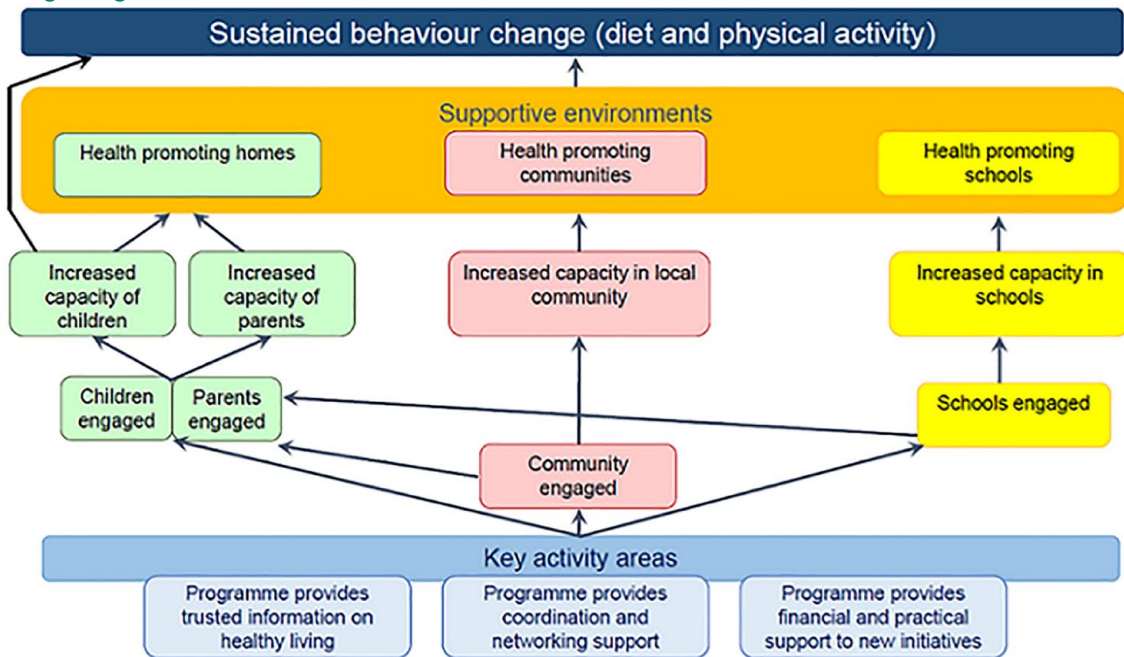 Sustained behaviour change (diet and physical activity)
Supportive environments
Health promoting homes
Health promoting
communities
Health promoting
schools
Increased
capacity of
children
Increased
capacity of
parents
Increased capacity in local
community
Increased capacity in
schools
Children
engaged
Parents
engaged
Schools engaged
Community
engaged
Key activity areas
Programme provides
trusted information on
healthy living
Programme provides
coordination and
networking support
Programme provides
financial and practical
support to new initiatives